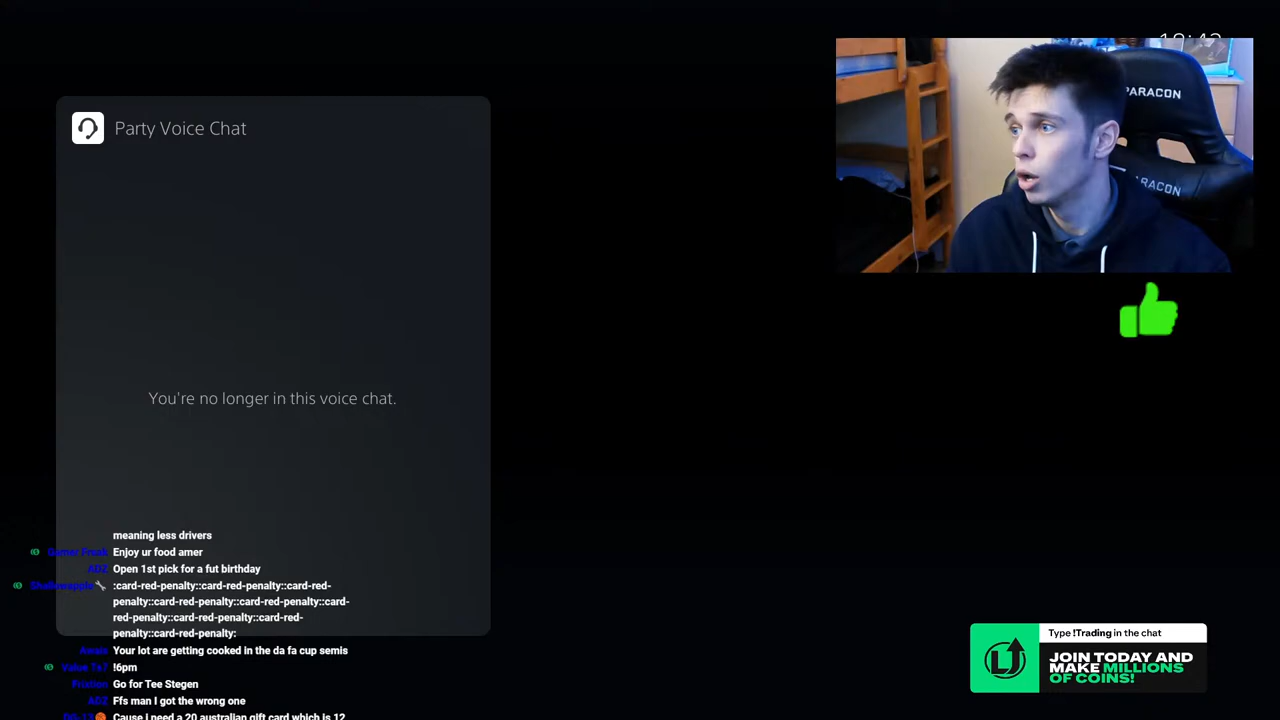 PARACON
PARACON
Party Voice Chat
You're no longer in this voice chat.
meaning less drivers
Gamer Frusk Enjoy ur food amer
ADZ Open 1st pick for a fut birthday
:card-red-penalty::card-red-penalty::card-red-
penalty::card-red-penalty::card-red-penalty::card-
red-penalty::card-red-penalty::card-red-
penalty::card-red-penalty:
Awais Your lot are getting cooked in the da fa cup semis
!6pm
Go for Tee Stegen
ADZ Ffs man I got the wrong one
Cause i need a 20 australian gift card which is 12
Type !Trading in the chat
JOIN TODAY AND
MAKE MILLIONS
OF COINS!